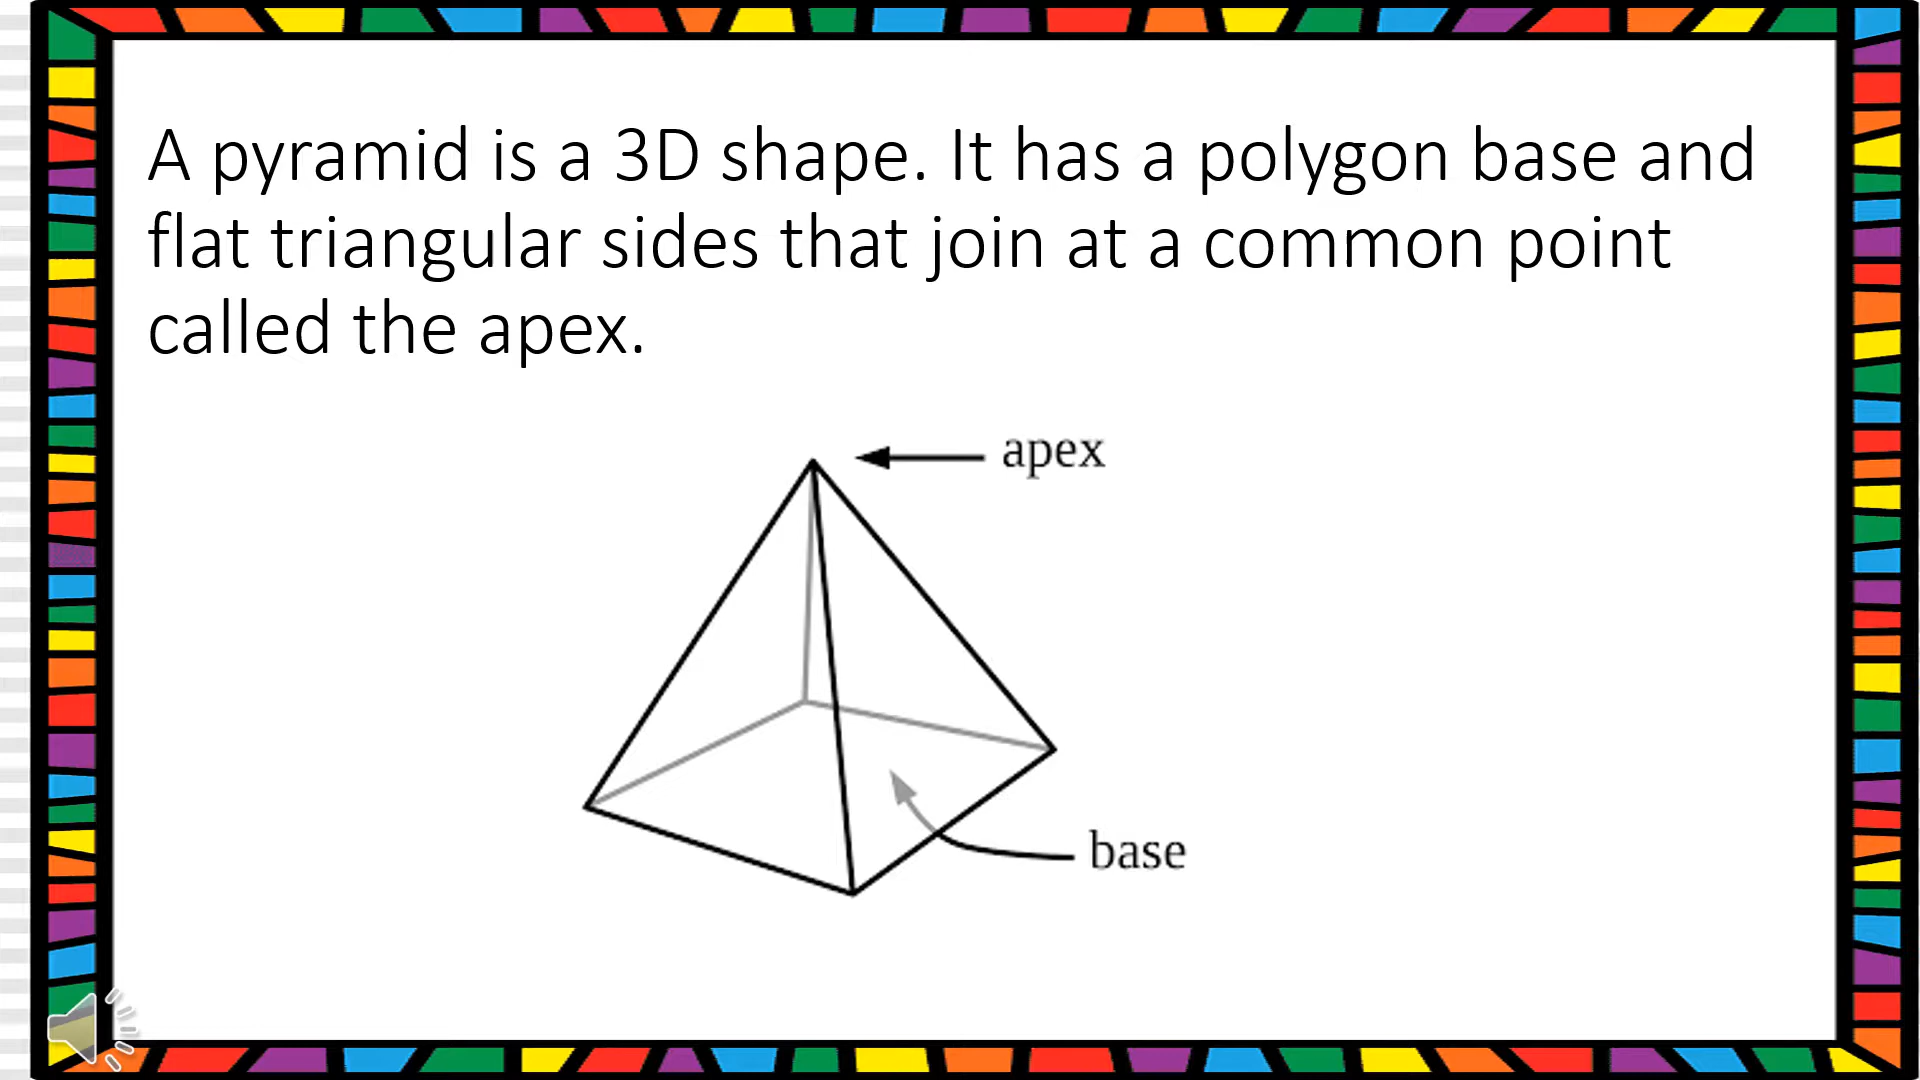 A pyramid is a 3D shape. It has a polygon base and
flat triangular sides that join at a common point
called the apex.
apex
base